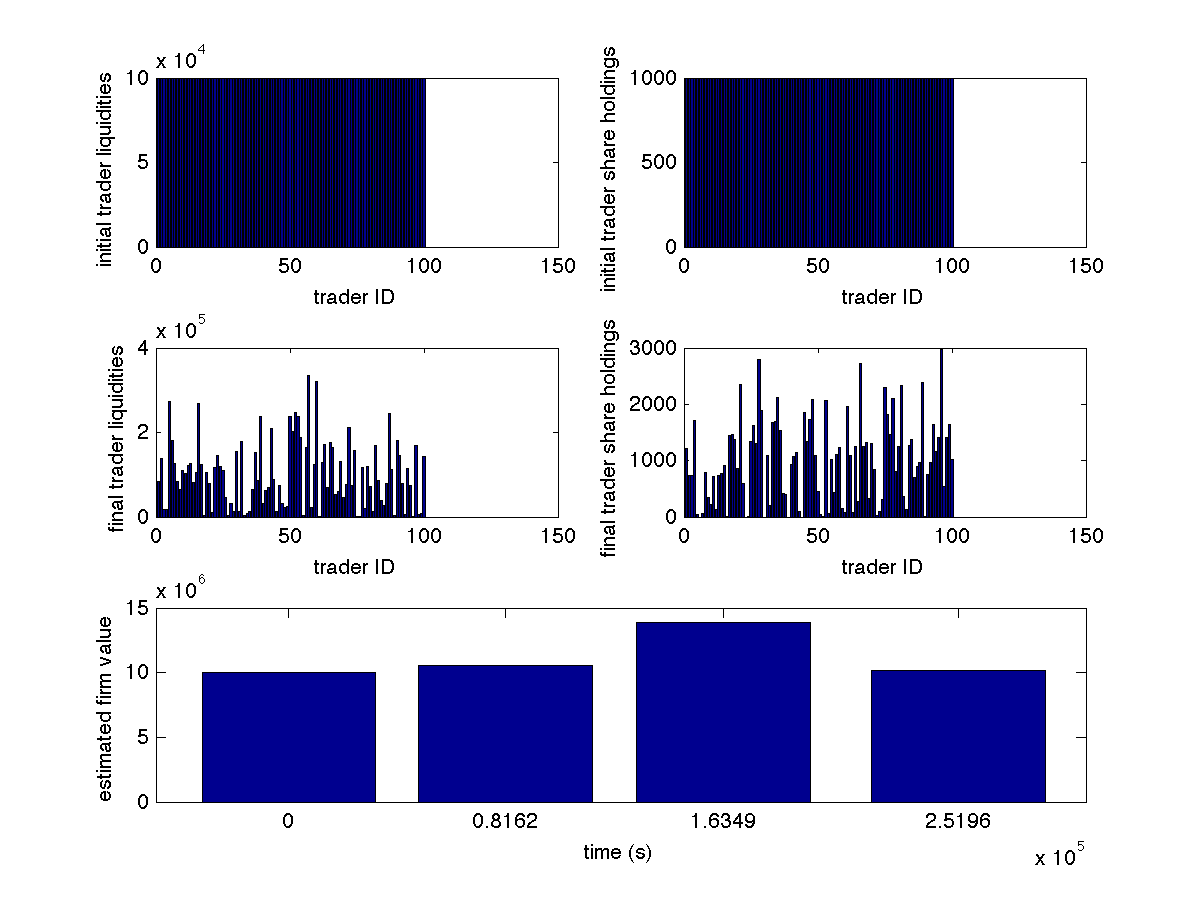 x 10^4
10
5
0
initial trader liquidities
0 50 100 150
trader ID
1000
500
0
initial trader share holdings
0 50 100 150
trader ID
x 10^5
4
2
0
final trader liquidities
0 50 100 150
trader ID
3000
2000
1000
0
final trader share holdings
0 50 100 150
trader ID
x 10^6
15
10
5
0
estimated firm value
0 0.8162 1.6349 2.5196
time (s)
x 10^5